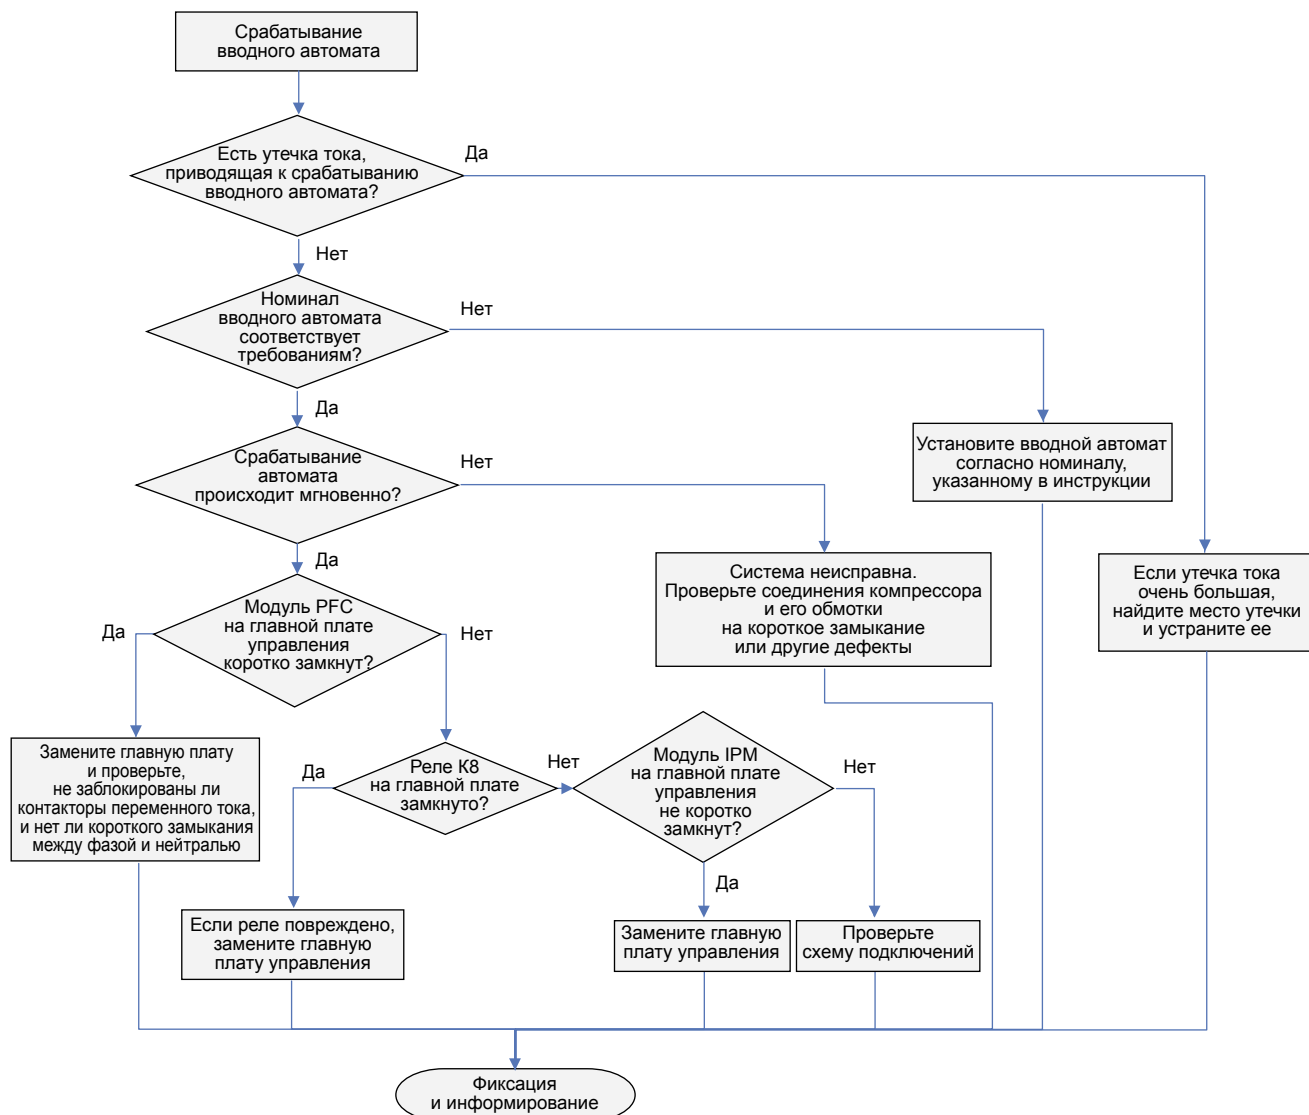 Срабатывание
вводного автомата
Есть утечка тока,
приводящая к срабатыванию
вводного автомата?
Да
Нет
Номинал
вводного автомата
соответствует
требованиям?
Нет
Да
Срабатывание
автомата
происходит мгновенно?
Нет
Установите вводной автомат
согласно номиналу,
указанному в инструкции
Да
Система неисправна.
Проверьте соединения компрессора
и его обмотки
на короткое замыкание
или другие дефекты
Если утечка тока
очень большая,
найдите место утечки
и устраните ее
Модуль PFC
на главной плате
управления
коротко замкнут?
Да
Нет
Замените главную плату
и проверьте,
не заблокированы ли
контакторы переменного тока,
и нет ли короткого замыкания
между фазой и нейтралью
Да
Реле K8
на главной плате
замкнуто?
Нет
Модуль IPM
на главной плате
управления
не коротко
замкнут?
Нет
Да
Если реле повреждено,
замените главную
плату управления
Замените главную
плату управления
Проверьте
схему подключений
Фиксация
и информирование